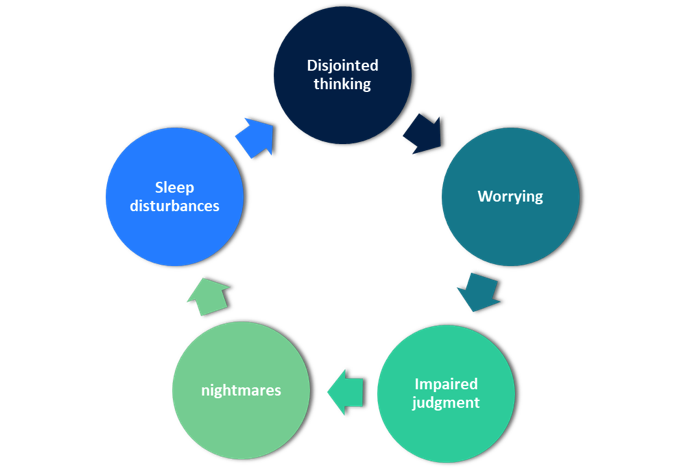 Disjointed
thinking
Worrying
Impaired
judgment
nightmares
Sleep
disturbances